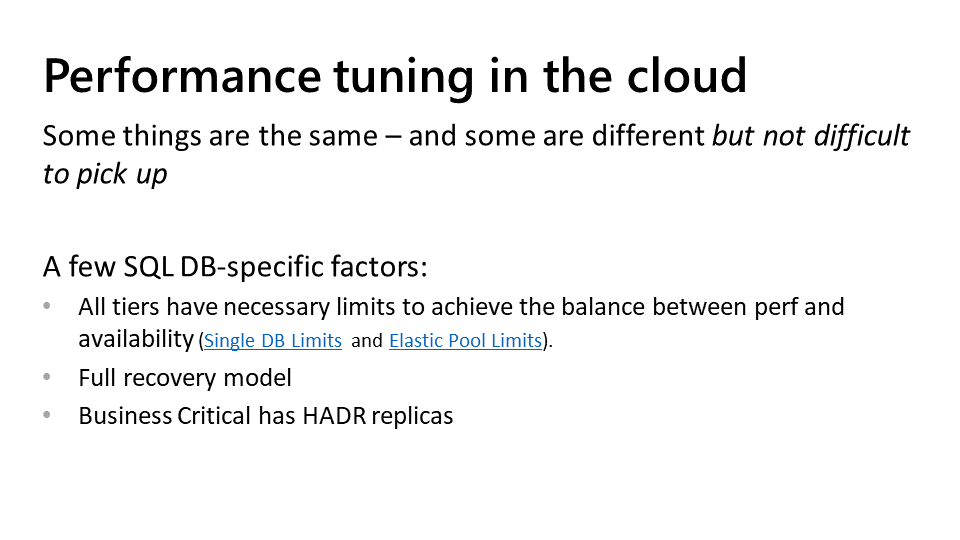 Performance tuning in the cloud
Some things are the same – and some are different but not difficult
to pick up
A few SQL DB-specific factors:
• All tiers have necessary limits to achieve the balance between perf and
availability (Single DB Limits and Elastic Pool Limits).
• Full recovery model
• Business Critical has HADR replicas